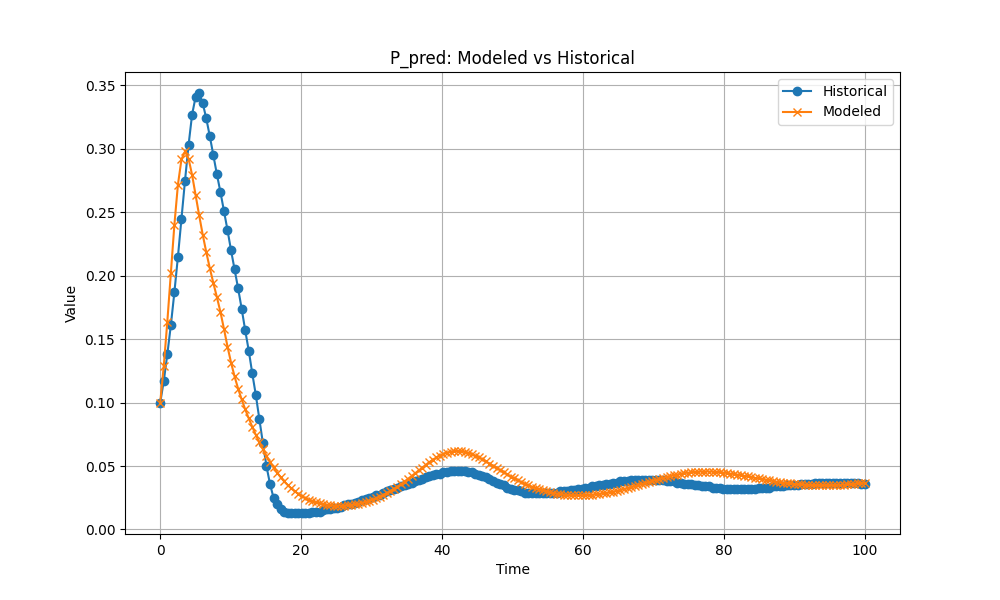 P_pred: Modeled vs Historical
Historical
Modeled
Value
0.35
0.30
0.25
0.20
0.15
0.10
0.05
0.00
0 20 40 60 80 100
Time